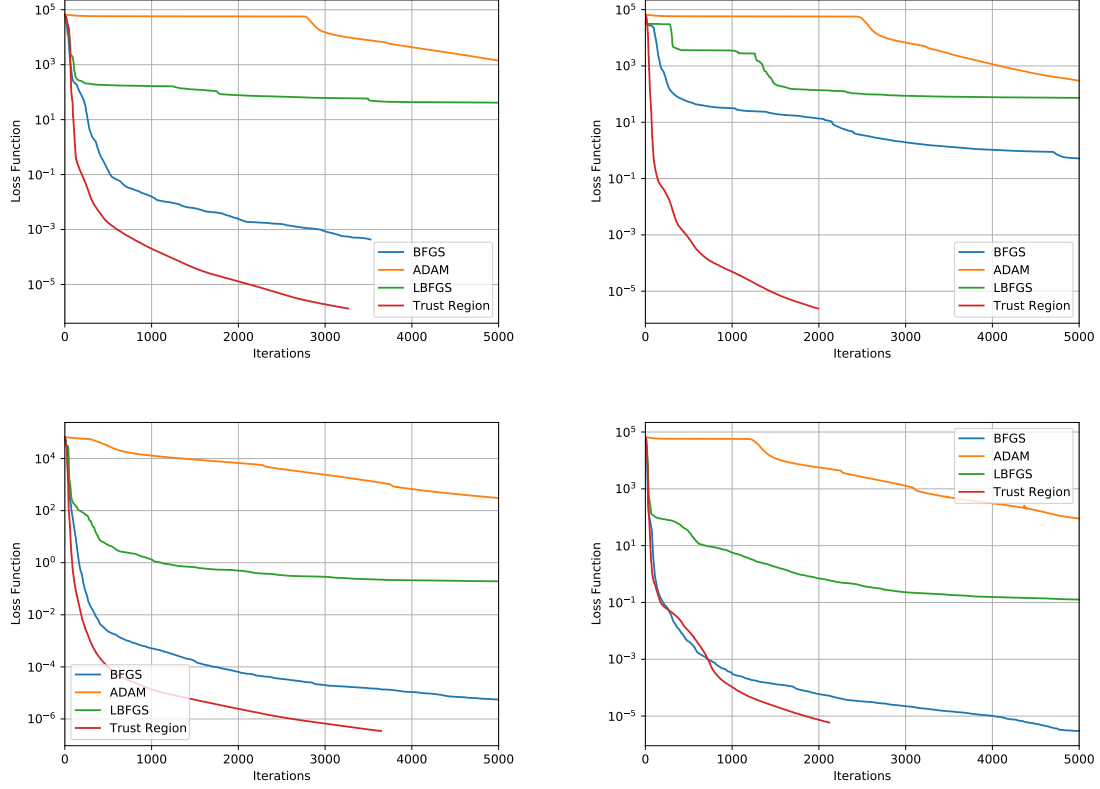 10^5
10^3
10^1
10^-1
10^-3
10^-5
Loss Function
0 1000 2000 3000 4000 5000
Iterations
BFGS
ADAM
LBFGS
Trust Region
10^5
10^3
10^1
10^-1
10^-3
10^-5
Loss Function
0 1000 2000 3000 4000 5000
Iterations
BFGS
ADAM
LBFGS
Trust Region
10^4
10^2
10^0
10^-2
10^-4
10^-6
Loss Function
0 1000 2000 3000 4000 5000
Iterations
BFGS
ADAM
LBFGS
Trust Region
10^5
10^3
10^1
10^-1
10^-3
10^-5
Loss Function
0 1000 2000 3000 4000 5000
Iterations
BFGS
ADAM
LBFGS
Trust Region